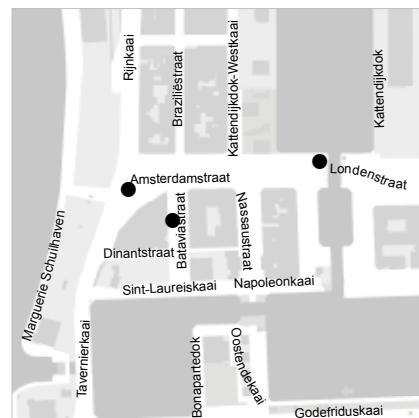 Rijnkaai
Braziliëstraat
Kattendijkdok-Westkaai
Kattendijkdok
Amsterdamstraat
Londenstraat
Bataviastraat
Nassaustraat
Marguerie Schuilhaven
Dinantstraat
Sint-Laureiskaai
Napoleonkaai
Tavernierkaai
Bonapartedok
Oostendekaai
Godefriduskaai